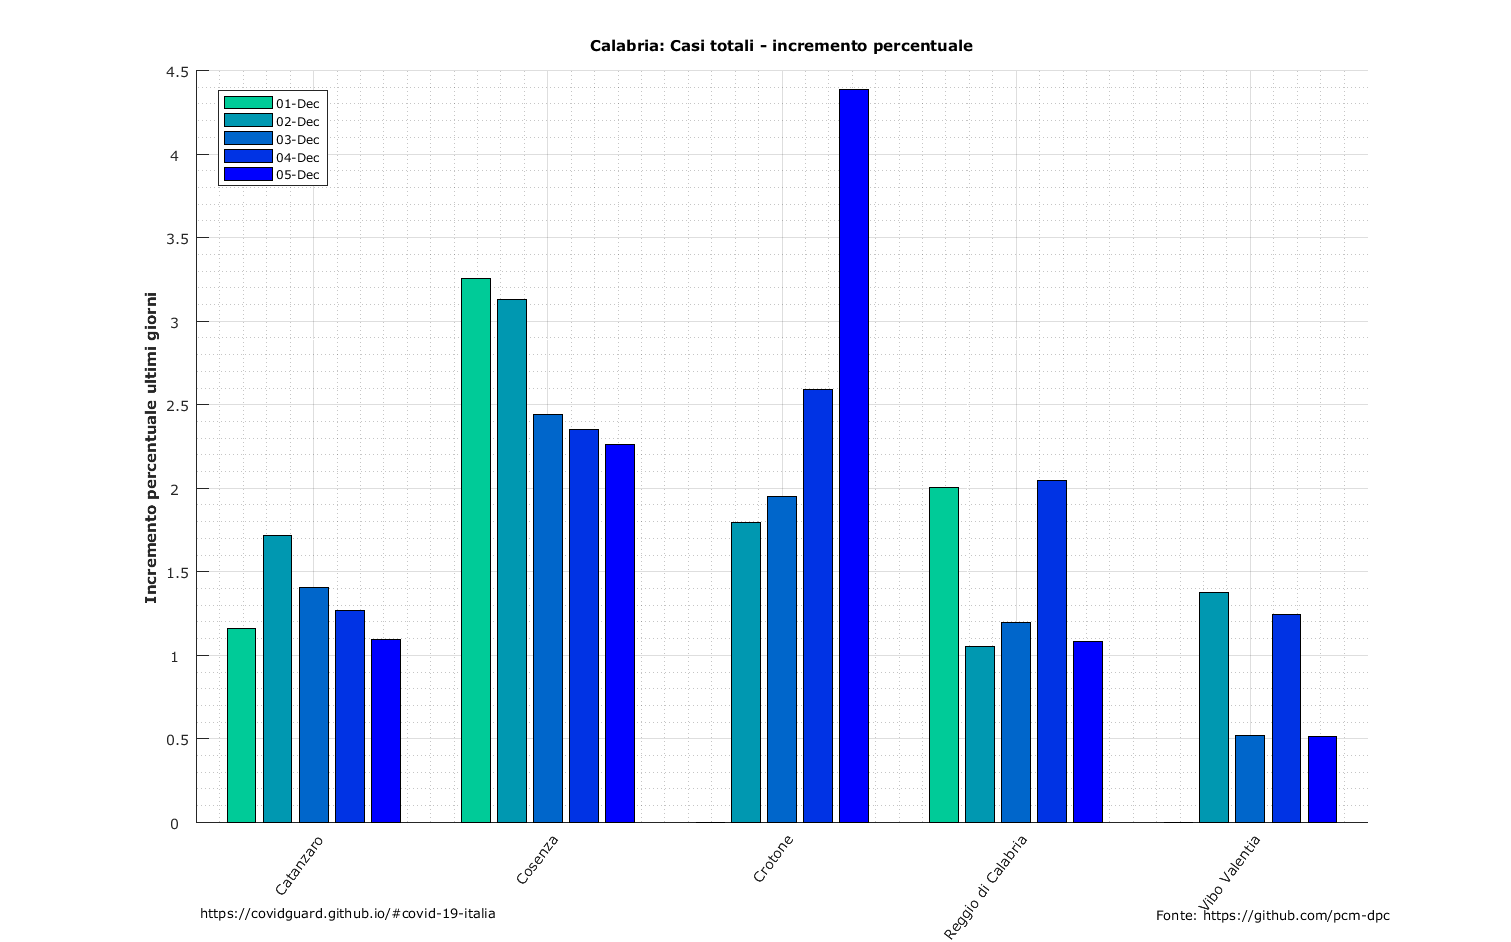 Calabria: Casi totali - incremento percentuale
Incremento percentuale ultimi giorni
4.5
4
3.5
3
2.5
2
1.5
1
0.5
0
01-Dec
02-Dec
03-Dec
04-Dec
05-Dec
Catanzaro
Cosenza
Crotone
Reggio di Calabria
Vibo Valentia
https://covidguard.github.io/#covid-19-italia
Fonte: https://github.com/pcm-dpc